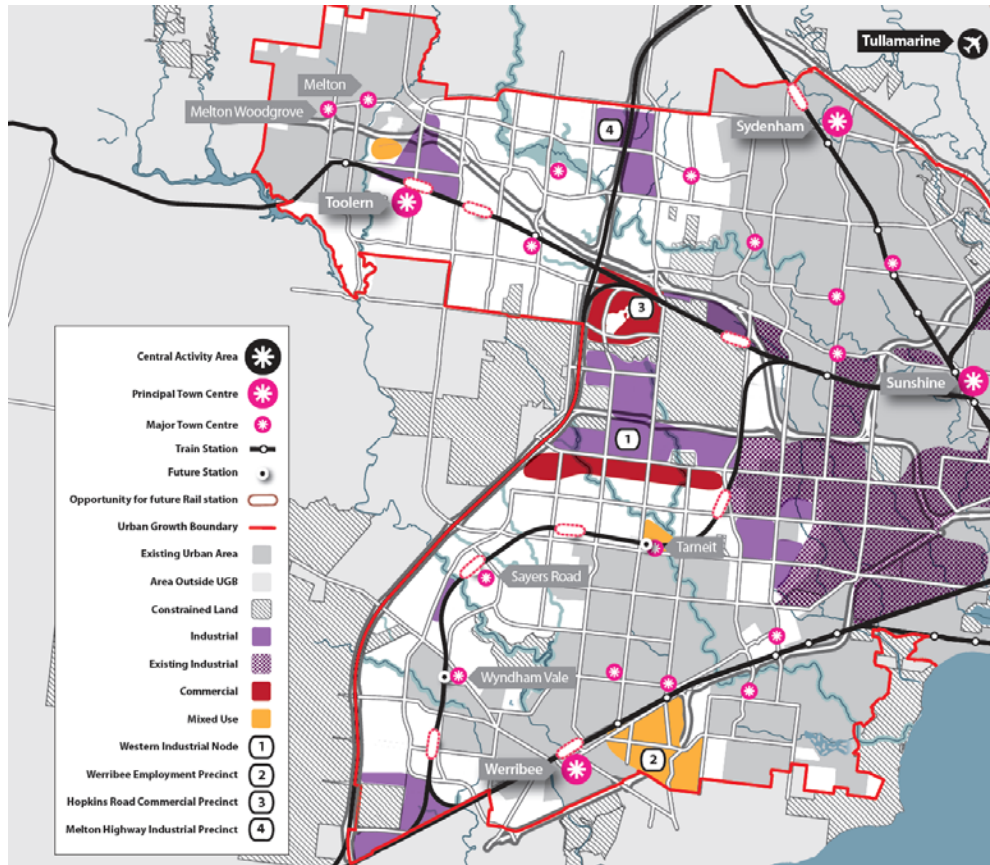 Tullamarine
Melton
Melton Woodgrove
4
Sydenham
Toolern
3
Sunshine
1
Tarneit
Sayers Road
Wyndham Vale
Werribee
2
Central Activity Area
Principal Town Centre
Major Town Centre
Train Station
Future Station
Opportunity for future Rail station
Urban Growth Boundary
Existing Urban Area
Area Outside UGB
Constrained Land
Industrial
Existing Industrial
Commercial
Mixed Use
Western Industrial Node 1
Werribee Employment Precinct 2
Hopkins Road Commercial Precinct 3
Melton Highway Industrial Precinct 4